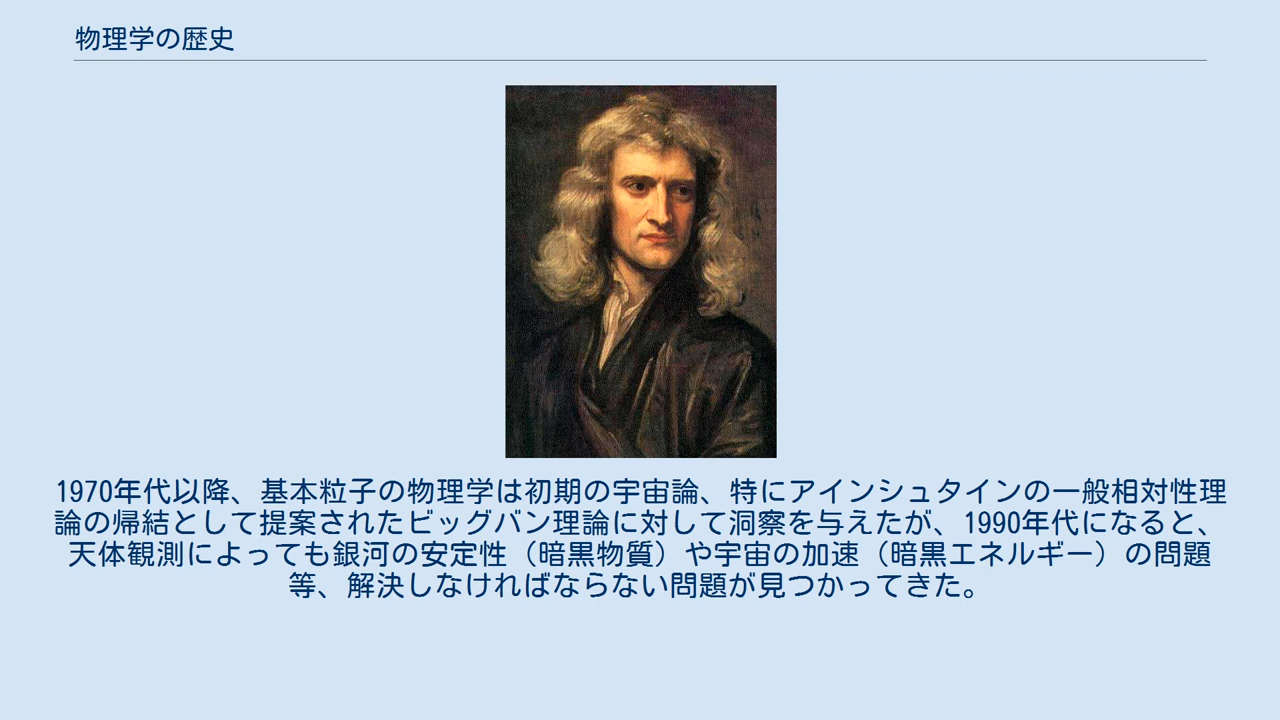 物理学の歴史
1970年代以降、基本粒子の物理学は初期の宇宙論、特にアインシュタインの一般相対性理
論の帰結として提案されたビッグバン理論に対して洞察を与えたが、1990年代になると、
天体観測によっても銀河の安定性（暗黒物質）や宇宙の加速（暗黒エネルギー）の問題
等、解決しなければならない問題が見つかってきた。